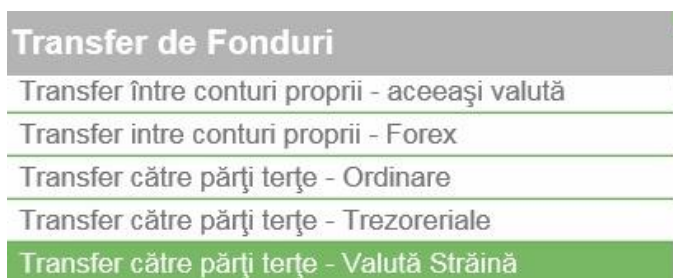 Transfer de Fonduri
Transfer între conturi proprii - aceeaşi valută
Transfer intre conturi proprii - Forex
Transfer către părţi terţe - Ordinare
Transfer către părţi terţe - Trezoreriale
Transfer către părţi terţe - Valută Străină